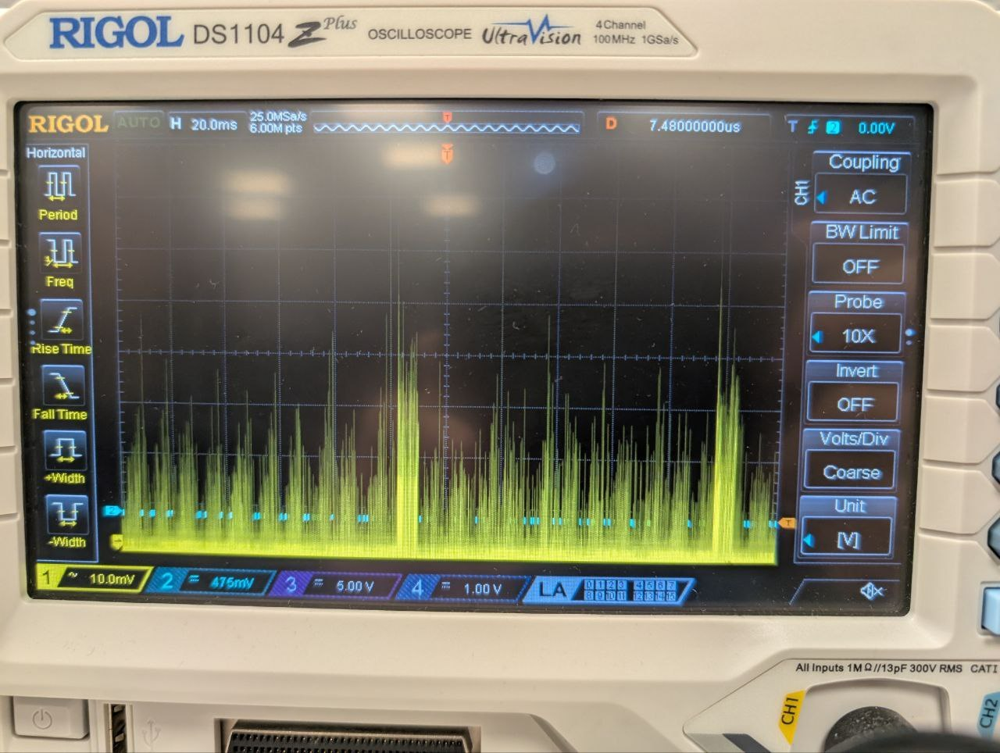 RIGOL DS1104 Z Plus OSCILLOSCOPE UltraVision 4 Channel
100MHz 1GSa/s
RIGOL AUTO H 20.0ms 25.0MSa/s
6.00M pts
T
D 7.48000000us T 2 0.00V
Horizontal
T
Period
Freq
Rise Time
Fall Time
+Width
-Width
CH1
Coupling
AC
BW Limit
OFF
Probe
10X
Invert
OFF
Volts/Div
Coarse
Unit
[V]
2
T
1 ~ 10.0mV 2 = 475mV 3 = 5.00 V 4 = 1.00 V LA 0 1 2 3 4 5 6 7
8 9 10 11 12 13 14 15
All Inputs 1MΩ//13pF 300V RMS CATI
CH1
CH2